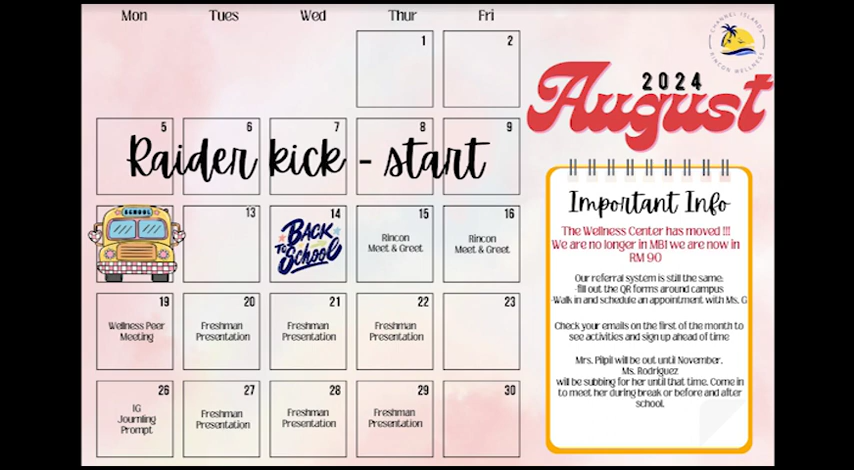 Mon Tues Wed Thur Fri
CHANNEL ISLANDS
RINCON WELLNESS
1 2
2024
August
5 6 7 8 9
Raider kick - start
SCHOOL
13 14 15 16
BACK
To
School
Rincon
Meet & Greet
Rincon
Meet & Greet
19 20 21 22 23
Wellness Peer
Meeting
Freshman
Presentation
Freshman
Presentation
Freshman
Presentation
26 27 28 29 30
IG
Journling
Prompt
Freshman
Presentation
Freshman
Presentation
Freshman
Presentation
Important Info
The Wellness Center has moved !!!
We are no longer in MB1 we are now in
RM 90
Our referral system is still the same:
-fill out the QR forms around campus
-Walk in and schedule an appointment with Ms. G
Check your emails on the first of the month to
see activities and sign up ahead of time
Mrs. Pilpil will be out until November.
Ms. Rodriguez
will be subbing for her until that time. Come in
to meet her during break or before and after
school.